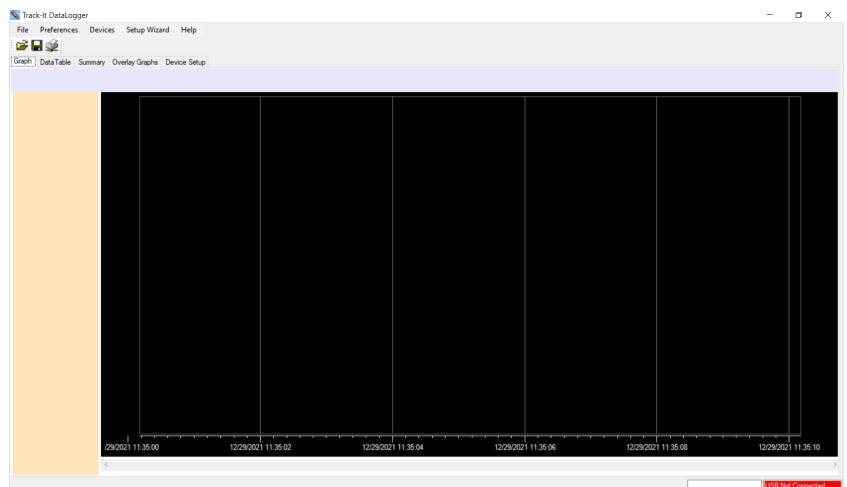 Track-It DataLogger
File Preferences Devices Setup Wizard Help
Graph DataTable Summary Overlay Graphs Device Setup
/29/2021 11:35:00 12/29/2021 11:35:02 12/29/2021 11:35:04 12/29/2021 11:35:06 12/29/2021 11:35:08 12/29/2021 11:35:10
USB Not Connected